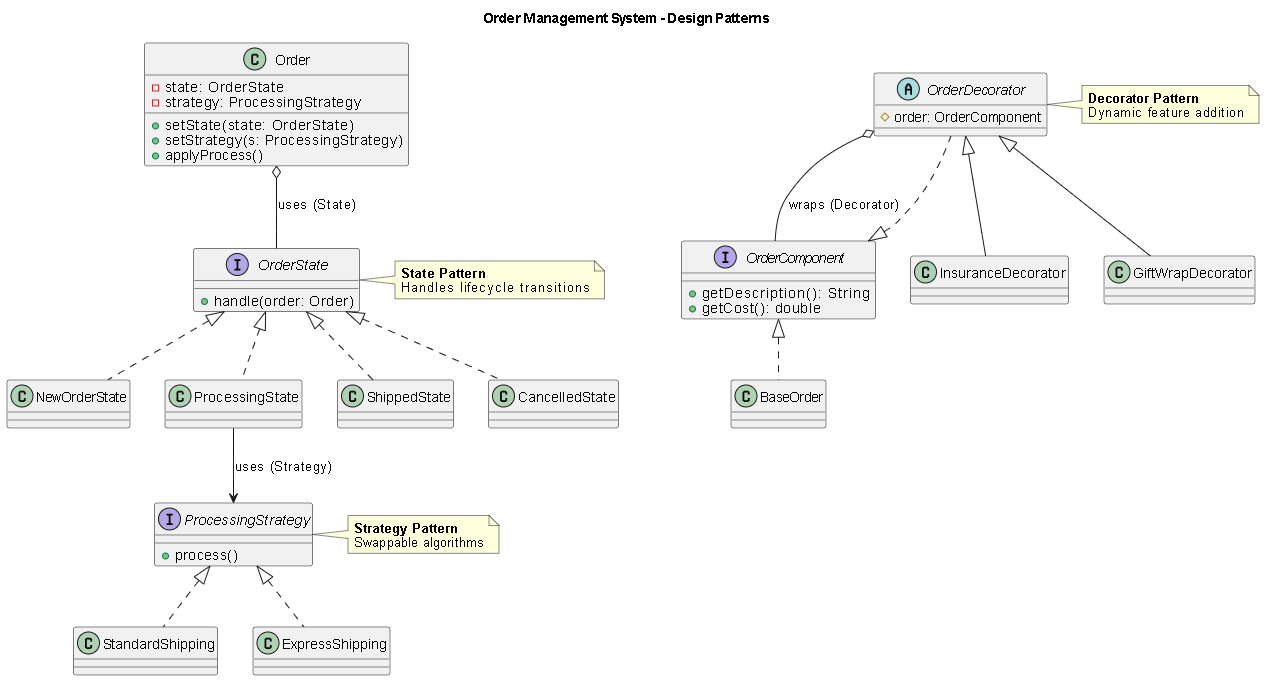 Order Management System - Design Patterns
C Order
state: OrderState
strategy: ProcessingStrategy
setState(state: OrderState)
setStrategy(s: ProcessingStrategy)
applyProcess()
uses (State)
I OrderState
handle(order: Order)
State Pattern
Handles lifecycle transitions
C NewOrderState
C ProcessingState
C ShippedState
C CancelledState
uses (Strategy)
I ProcessingStrategy
process()
Strategy Pattern
Swappable algorithms
C StandardShipping
C ExpressShipping
A OrderDecorator
order: OrderComponent
Decorator Pattern
Dynamic feature addition
wraps (Decorator)
I OrderComponent
getDescription(): String
getCost(): double
C InsuranceDecorator
C GiftWrapDecorator
C BaseOrder